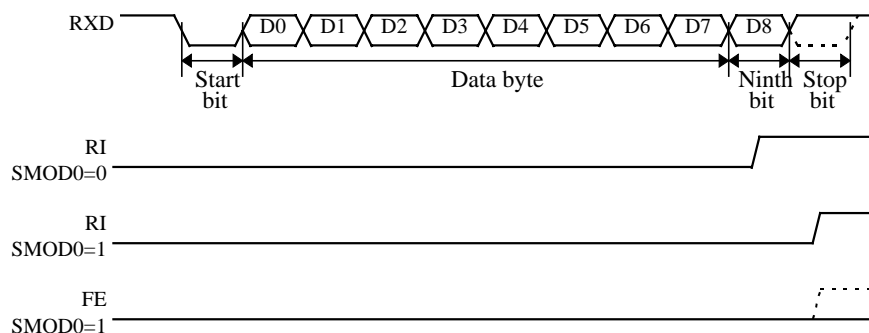 RXD D0 D1 D2 D3 D4 D5 D6 D7 D8
Start bit Data byte Ninth bit Stop bit
RI
SMOD0=0
RI
SMOD0=1
FE
SMOD0=1